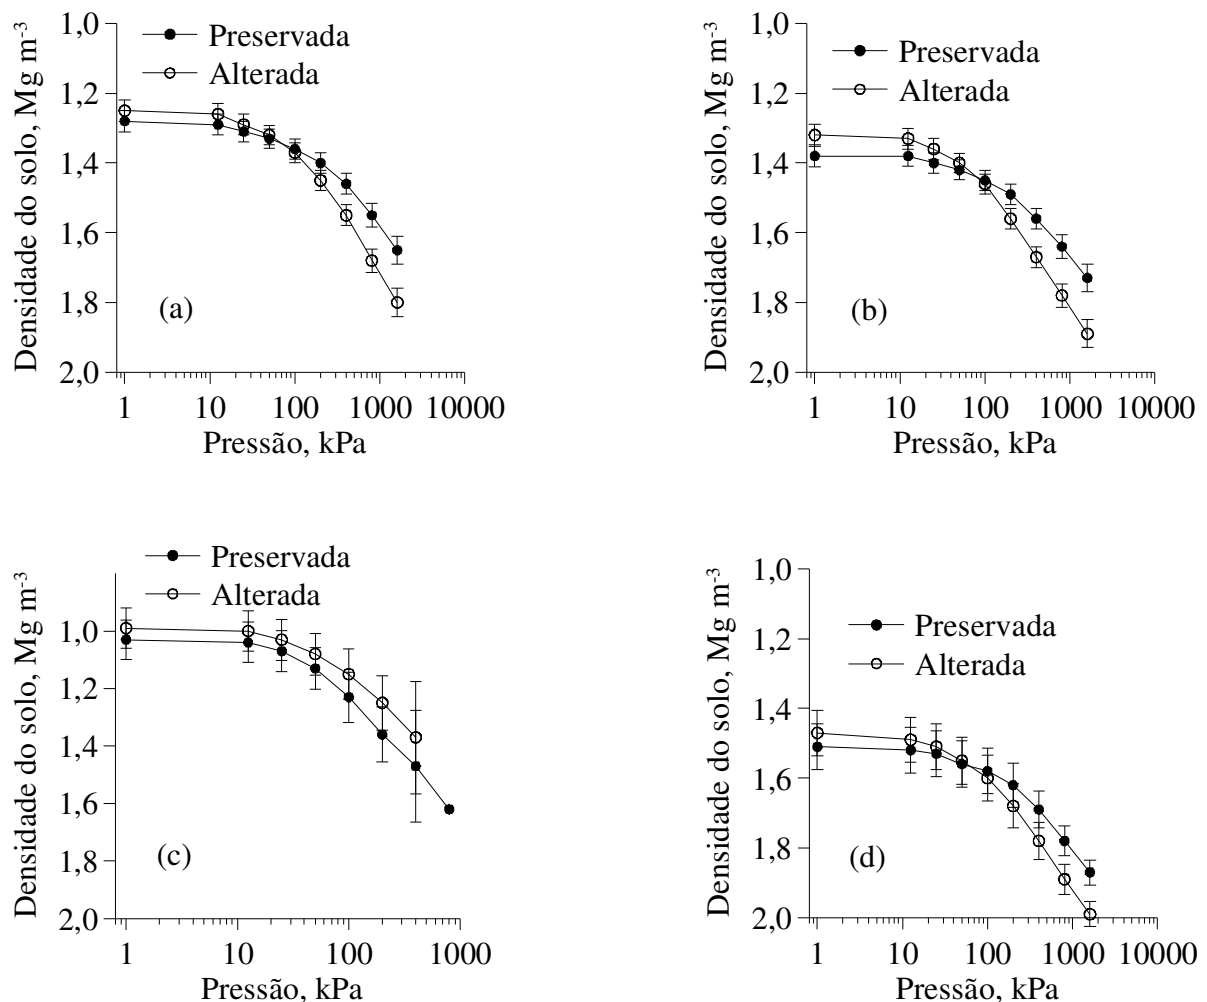 Densidade do solo, Mg m⁻³
1,0
1,2
1,4
1,6
1,8
2,0
Preservada
Alterada
(a)
1 10 100 1000 10000
Pressão, kPa
Densidade do solo, Mg m⁻³
1,0
1,2
1,4
1,6
1,8
2,0
Preservada
Alterada
(b)
1 10 100 1000 10000
Pressão, kPa
Densidade do solo, Mg m⁻³
Preservada
Alterada
1,0
1,2
1,4
1,6
1,8
2,0
(c)
1 10 100 1000
Pressão, kPa
Densidade do solo, Mg m⁻³
1,0
1,2
1,4
1,6
1,8
2,0
Preservada
Alterada
(d)
1 10 100 1000 10000
Pressão, kPa